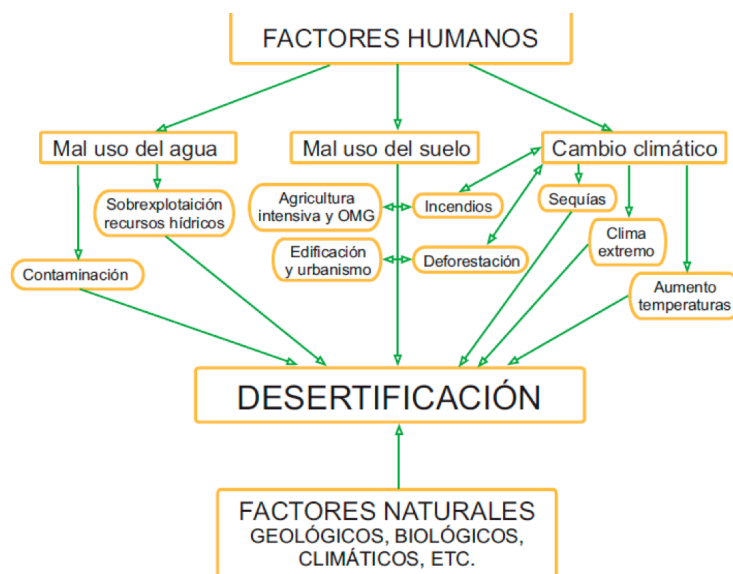 FACTORES HUMANOS
Mal uso del agua
Mal uso del suelo
Cambio climático
Sobrexplotaición
recursos hídricos
Contaminación
Agricultura
intensiva y OMG
Incendios
Edificación
y urbanismo
Deforestación
Sequías
Clima
extremo
Aumento
temperaturas
DESERTIFICACIÓN
FACTORES NATURALES
GEOLÓGICOS, BIOLÓGICOS,
CLIMÁTICOS, ETC.